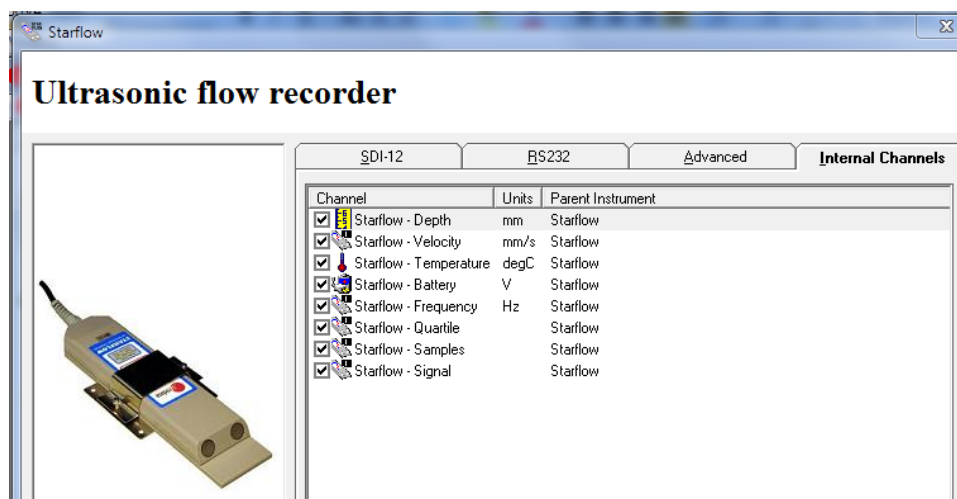 Starflow
Ultrasonic flow recorder
SDI-12 RS232 Advanced Internal Channels
Channel Units Parent Instrument
Starflow - Depth mm Starflow
Starflow - Velocity mm/s Starflow
Starflow - Temperature degC Starflow
Starflow - Battery V Starflow
Starflow - Frequency Hz Starflow
Starflow - Quartile Starflow
Starflow - Samples Starflow
Starflow - Signal Starflow
STARFLOW